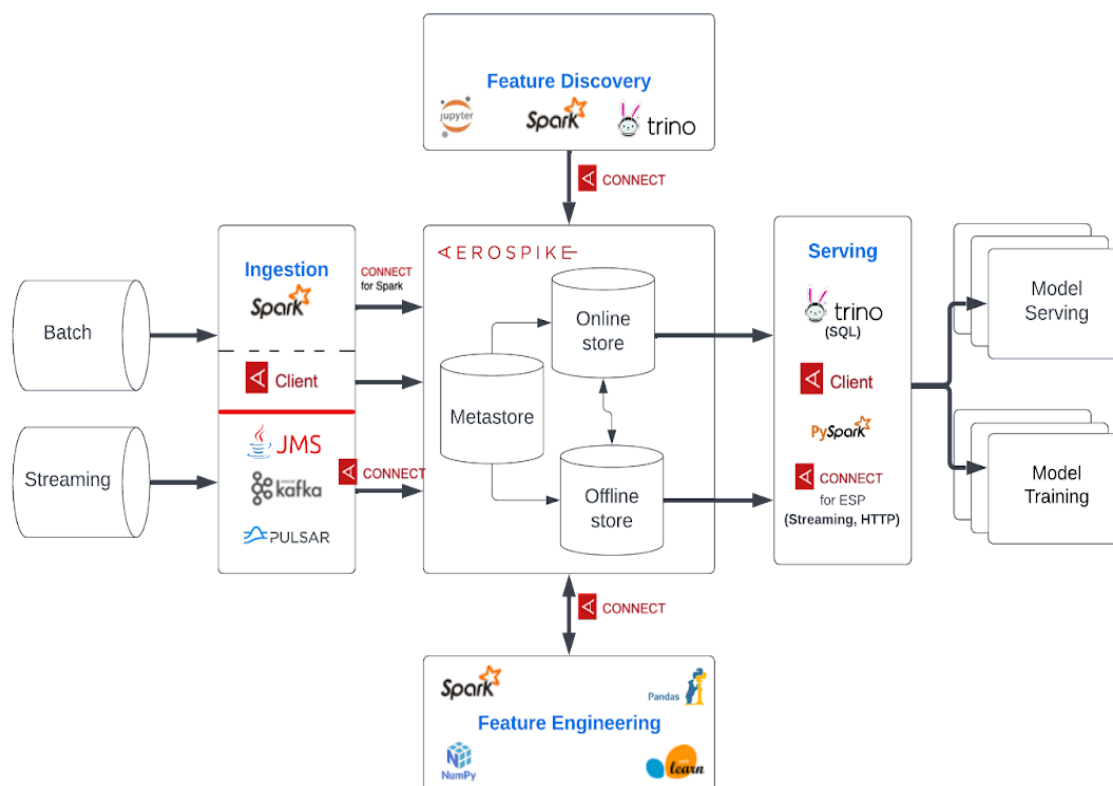 Feature Discovery
jupyter
Spark
trino
CONNECT
Ingestion
Spark
CONNECT
for Spark
Client
JMS
kafka
PULSAR
CONNECT
Batch
Streaming
AEROSPIKE
Online
store
Metastore
Offline
store
Serving
trino
(SQL)
Client
PySpark
CONNECT
for ESP
(Streaming, HTTP)
Model
Serving
Model
Training
CONNECT
Spark
Pandas
Feature Engineering
NumPy
learn